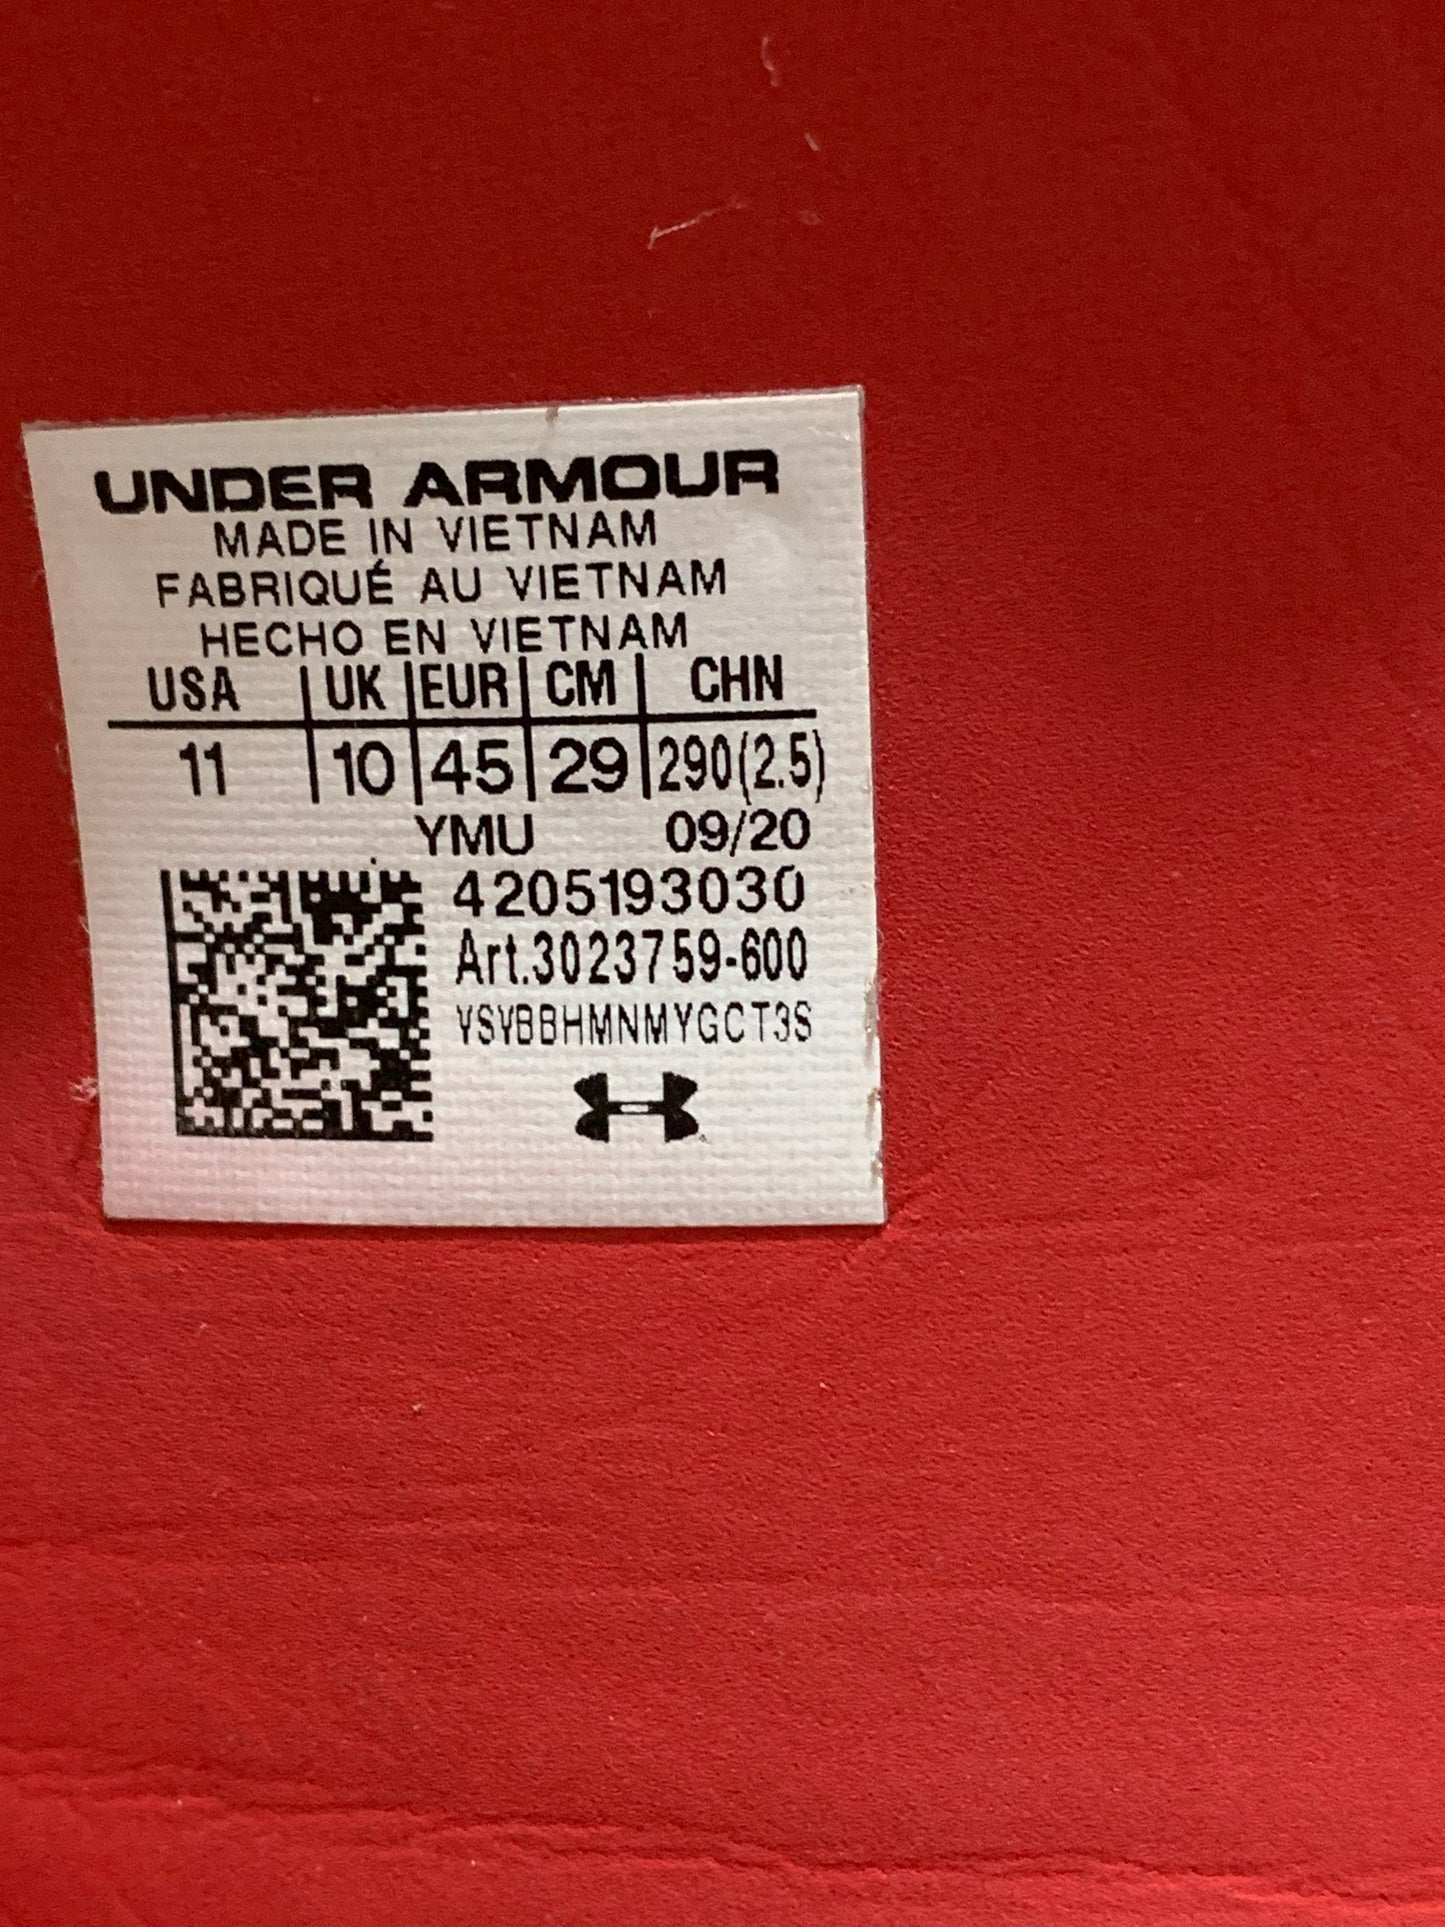 UNDER ARMOUR
MADE IN VIETNAM
FABRIQUÉ AU VIETNAM
HECHO EN VIETNAM
USA | UK | EUR | CM | CHN
11 | 10 | 45 | 29 | 290(2.5)
YMU 09/20
4205193030
Art.3023759-600
VSVBBHMNMYGCT3S